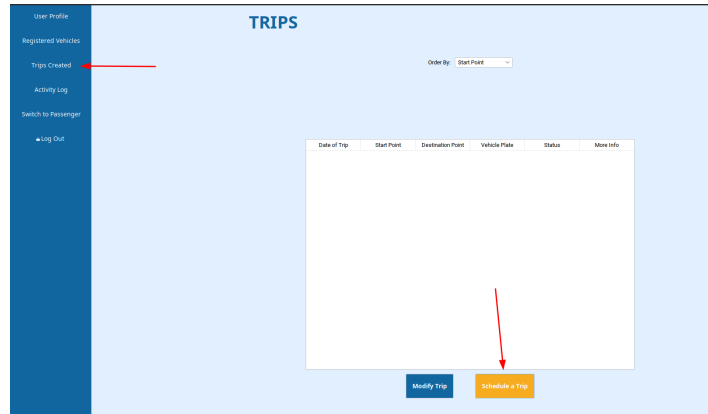 User Profile
Registered Vehicles
Trips Created
Activity Log
Switch to Passenger
Log Out
TRIPS
Order By: Start Point
Date of Trip Start Point Destination Point Vehicle Plate Status More Info
Modify Trip Schedule a Trip